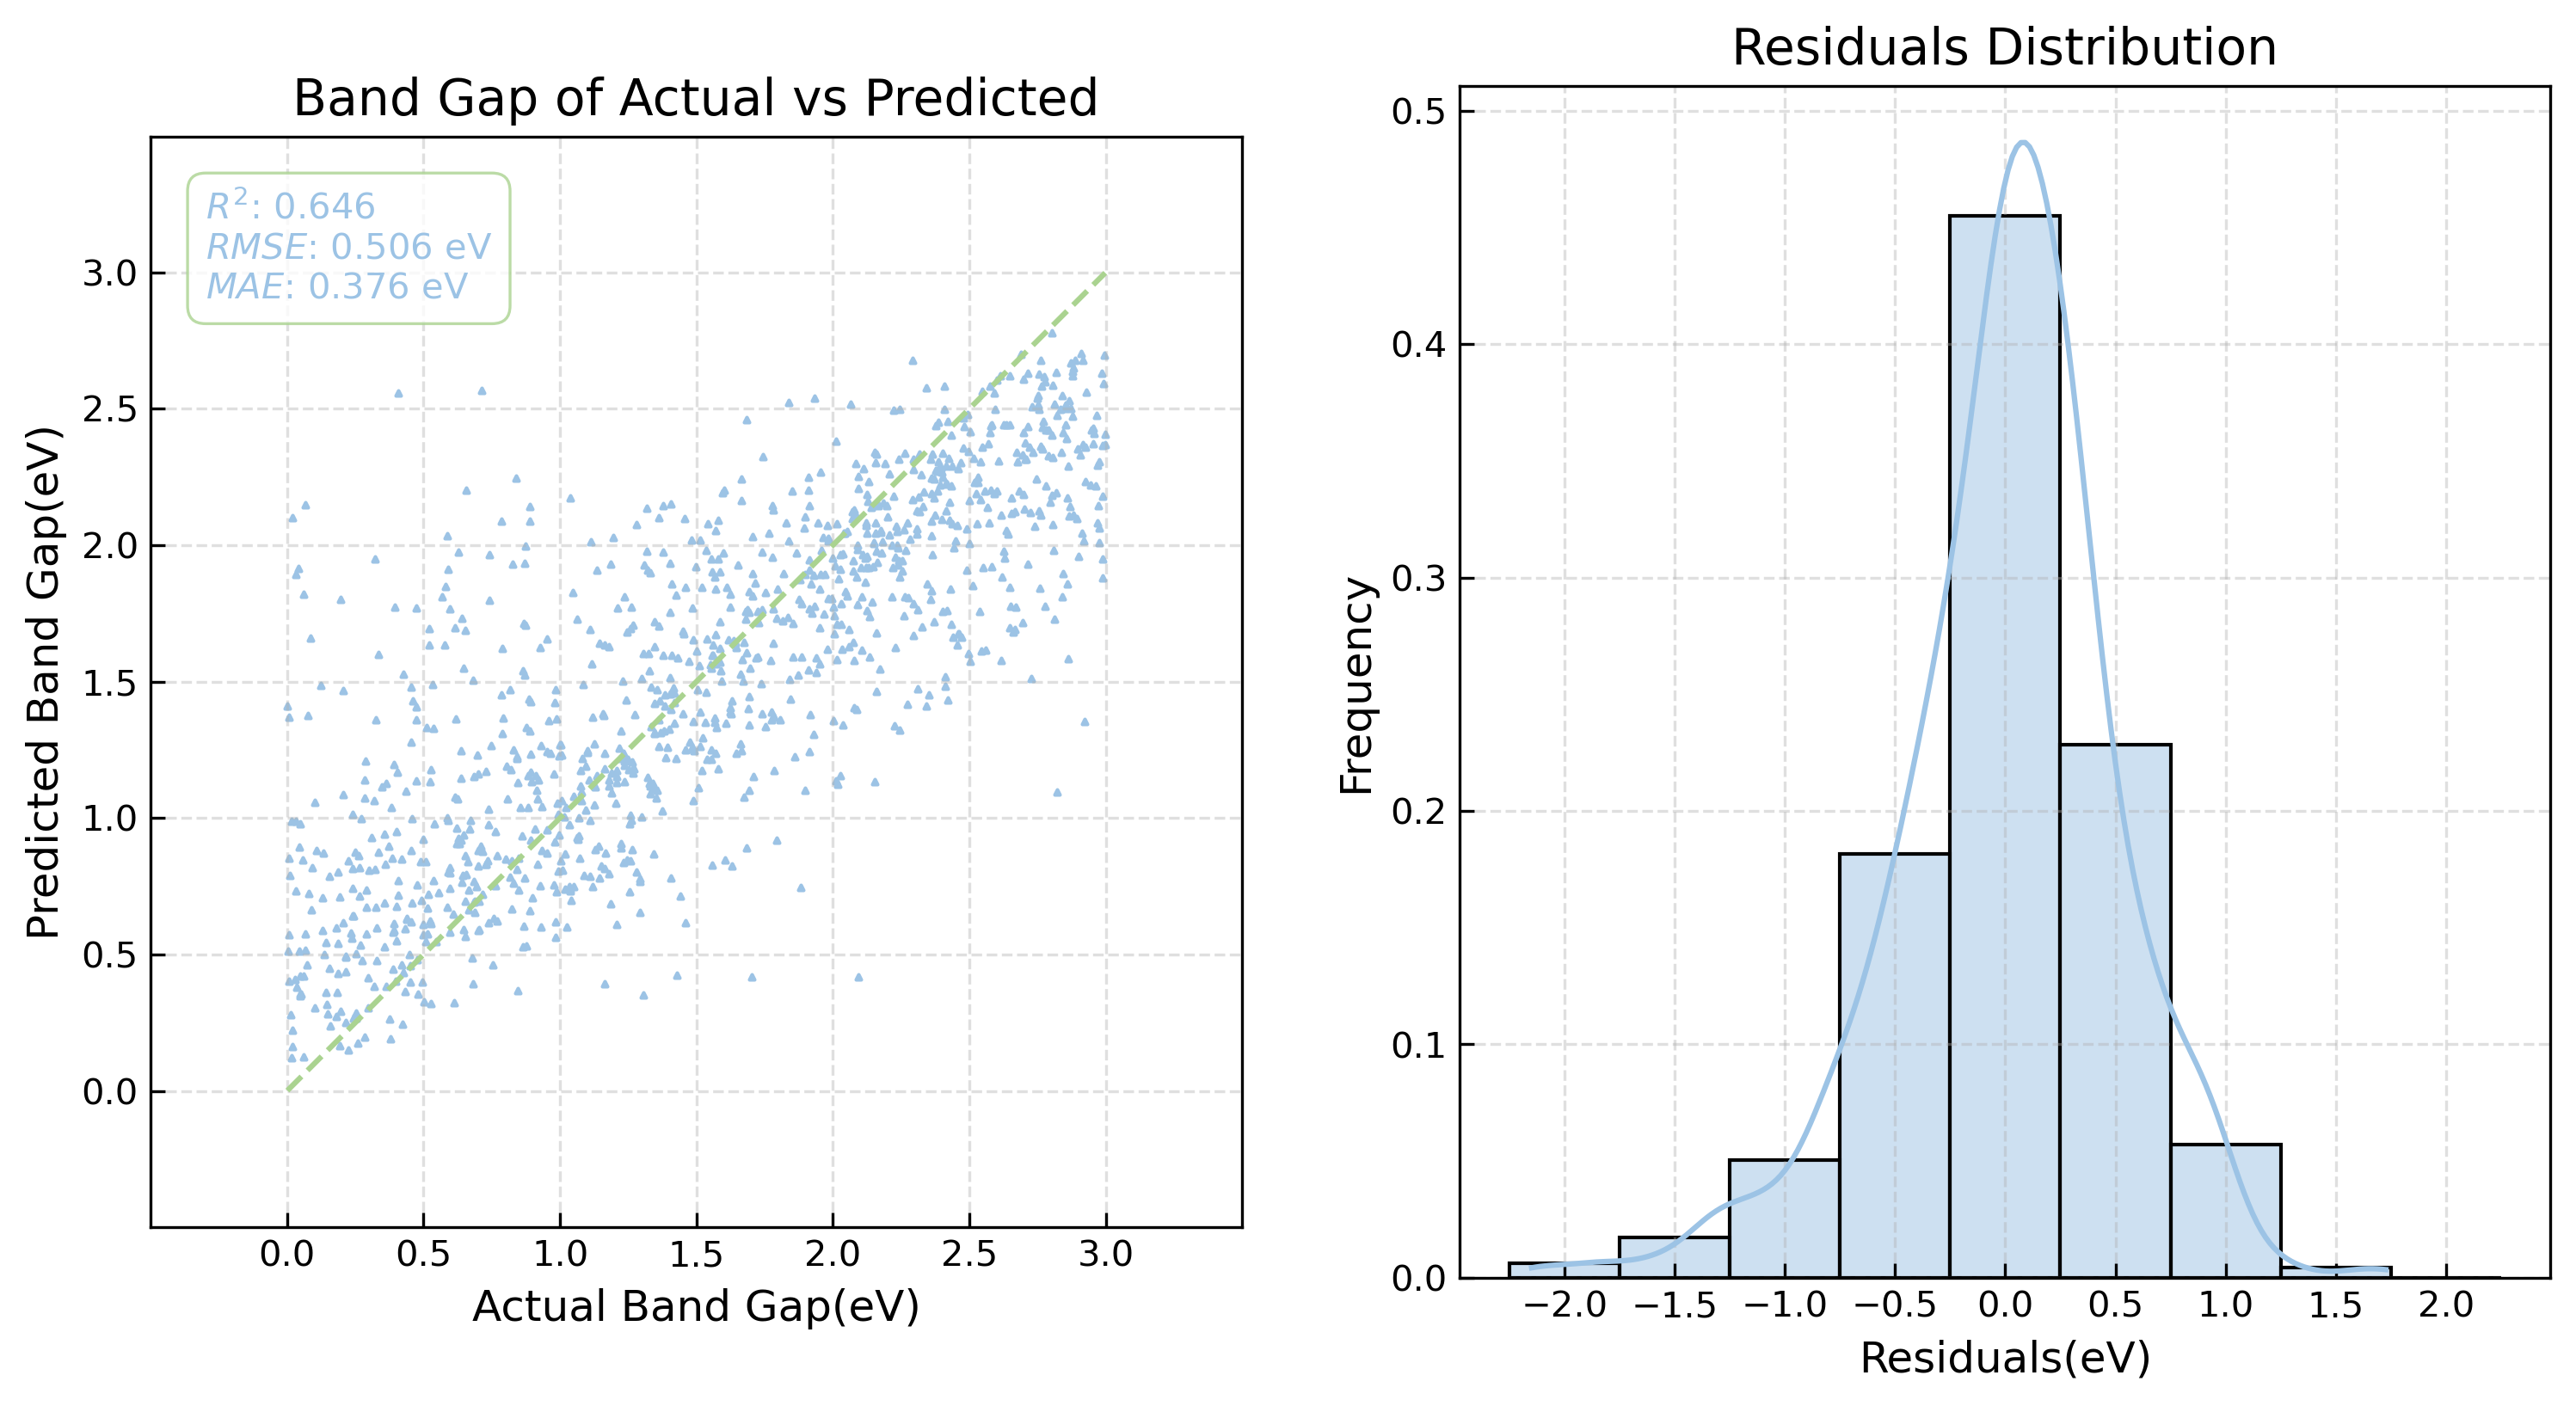 Band Gap of Actual vs Predicted
R²: 0.646
RMSE: 0.506 eV
MAE: 0.376 eV
3.0
2.5
2.0
1.5
1.0
0.5
0.0
Predicted Band Gap(eV)
0.0 0.5 1.0 1.5 2.0 2.5 3.0
Actual Band Gap(eV)
Residuals Distribution
0.5
0.4
0.3
0.2
0.1
0.0
Frequency
−2.0 −1.5 −1.0 −0.5 0.0 0.5 1.0 1.5 2.0
Residuals(eV)